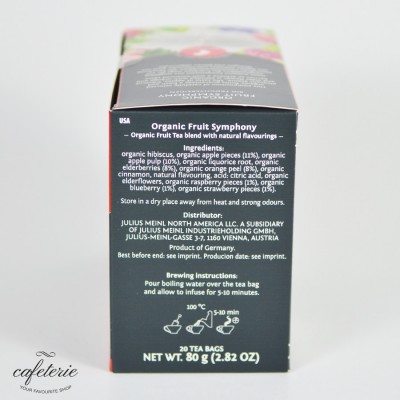 ORGANIC
FRUIT SYMPHONY
USA
Organic Fruit Symphony
— Organic Fruit Tea blend with natural flavourings —
Ingredients:
organic hibiscus, organic apple pieces (11%), organic
apple pulp (10%), organic liquorice root, organic
elderberries (8%), organic orange peel (8%), organic
cinnamon, natural flavouring, acid: citric acid, organic
elderflowers, organic raspberry pieces (1%), organic
blueberry (1%), organic strawberry pieces (1%).
Store in a dry place away from heat and strong odours.
Distributor:
JULIUS MEINL NORTH AMERICA LLC. A SUBSIDIARY
OF JULIUS MEINL INDUSTRIEHOLDING GMBH,
JULIUS-MEINL-GASSE 3-7, 1160 VIENNA, AUSTRIA
Product of Germany.
Best before end: see imprint. Producion date: see imprint.
Brewing instructions:
Pour boiling water over the tea bag
and allow to infuse for 5-10 minutes.
100 °C
5-10 min
20 TEA BAGS
NET WT. 80 g (2.82 OZ)
cafeterie
YOUR FAVOURITE SHOP